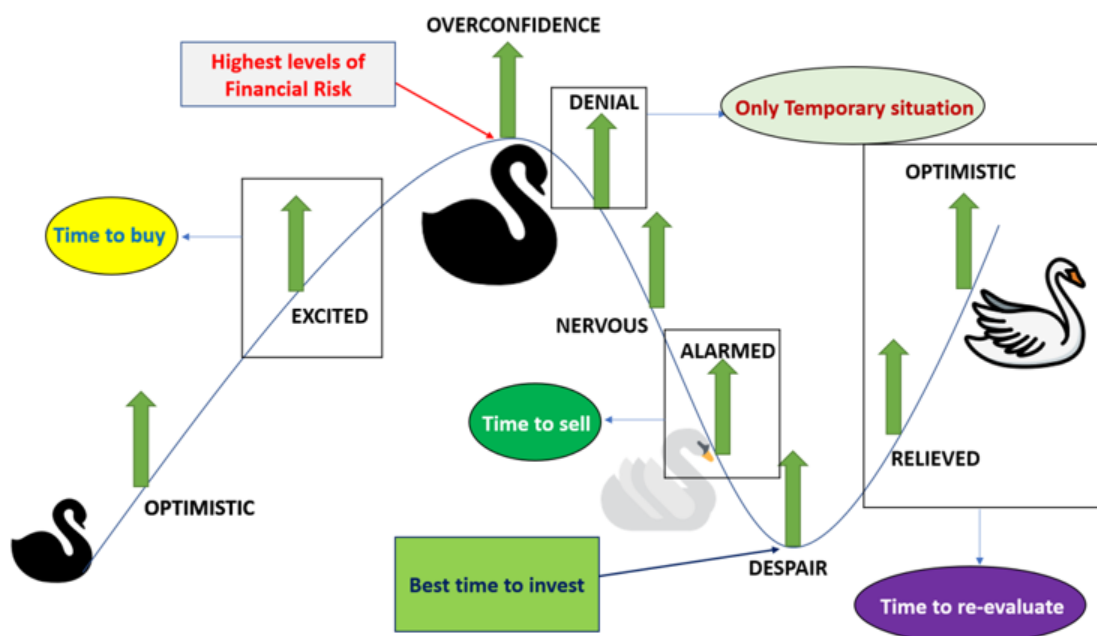 OVERCONFIDENCE
Highest levels of
Financial Risk
DENIAL
Only Temporary situation
OPTIMISTIC
Time to buy
EXCITED
NERVOUS
ALARMED
Time to sell
RELIEVED
OPTIMISTIC
DESPAIR
Best time to invest
Time to re-evaluate